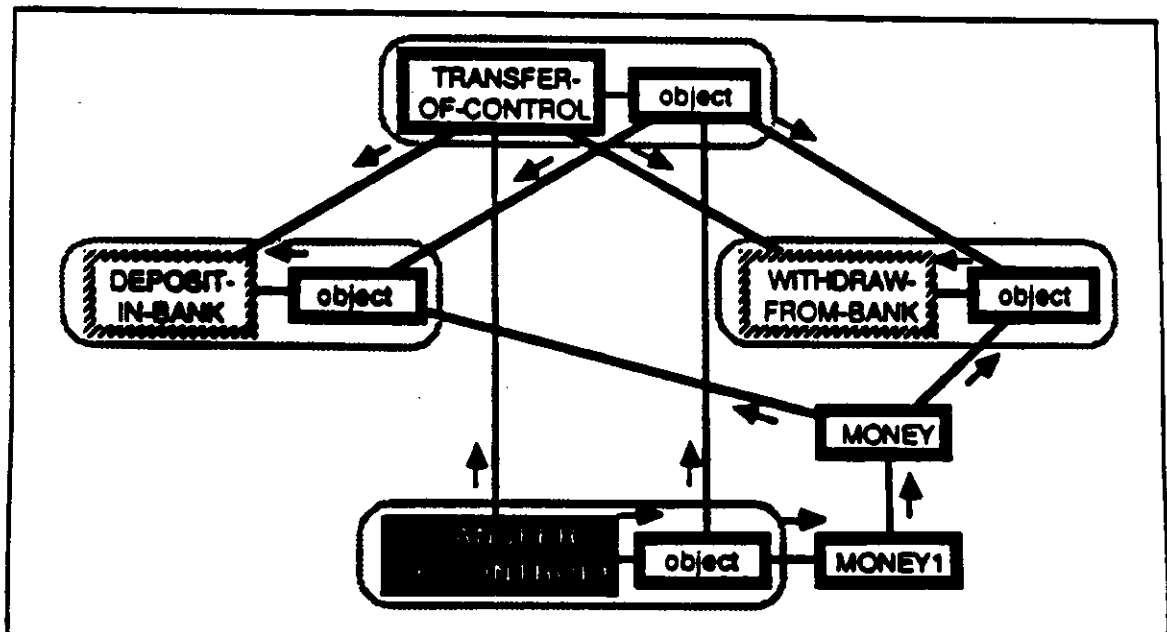 TRANSFER-
OF-CONTROL
object
DEPOSIT-
IN-BANK
object
WITHDRAW-
FROM-BANK
object
MONEY
object
MONEY1